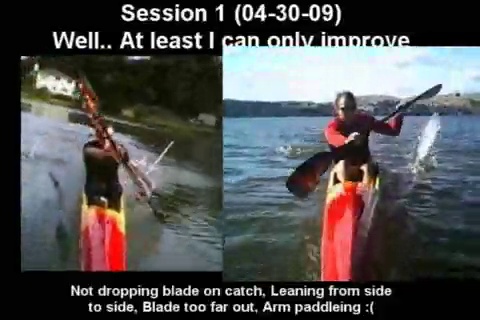 Session 1 (04-30-09)
Well.. At least I can only improve
Not dropping blade on catch, Leaning from side
to side, Blade too far out, Arm paddleing :(